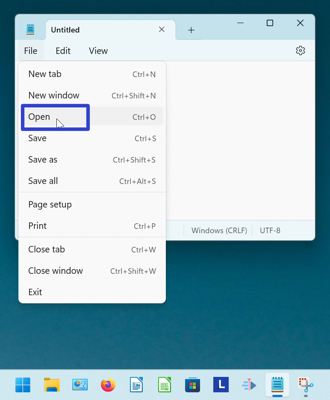 Untitled
File Edit View
New tab Ctrl+N
New window Ctrl+Shift+N
Open Ctrl+O
Save Ctrl+S
Save as Ctrl+Shift+S
Save all Ctrl+Alt+S
Page setup
Print Ctrl+P
Windows (CRLF) UTF-8
Close tab Ctrl+W
Close window Ctrl+Shift+W
Exit
L